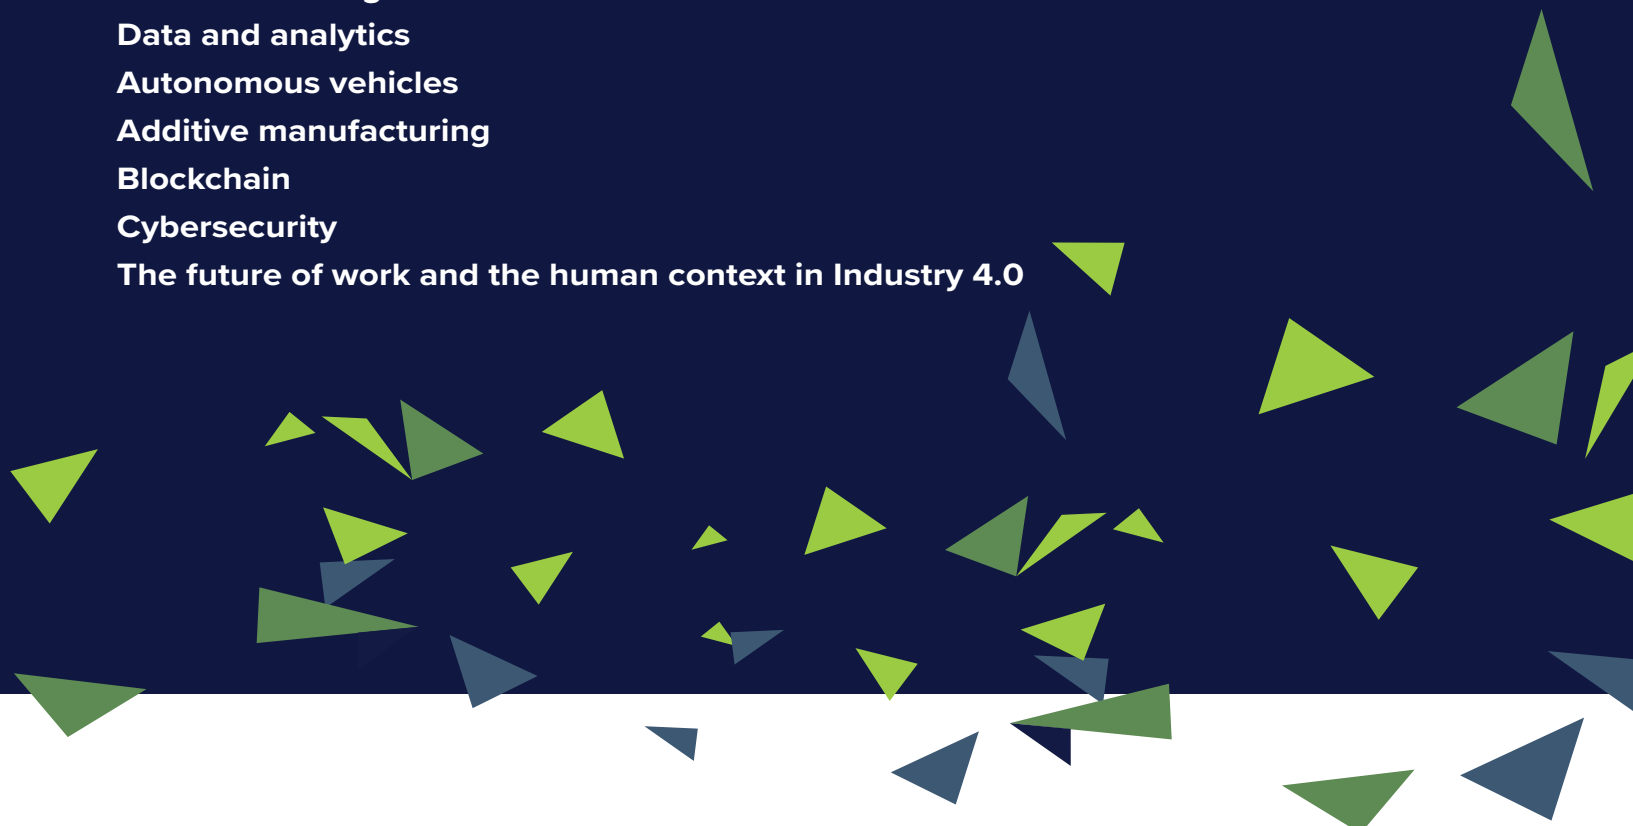 Data and analytics
Autonomous vehicles
Additive manufacturing
Blockchain
Cybersecurity
The future of work and the human context in Industry 4.0